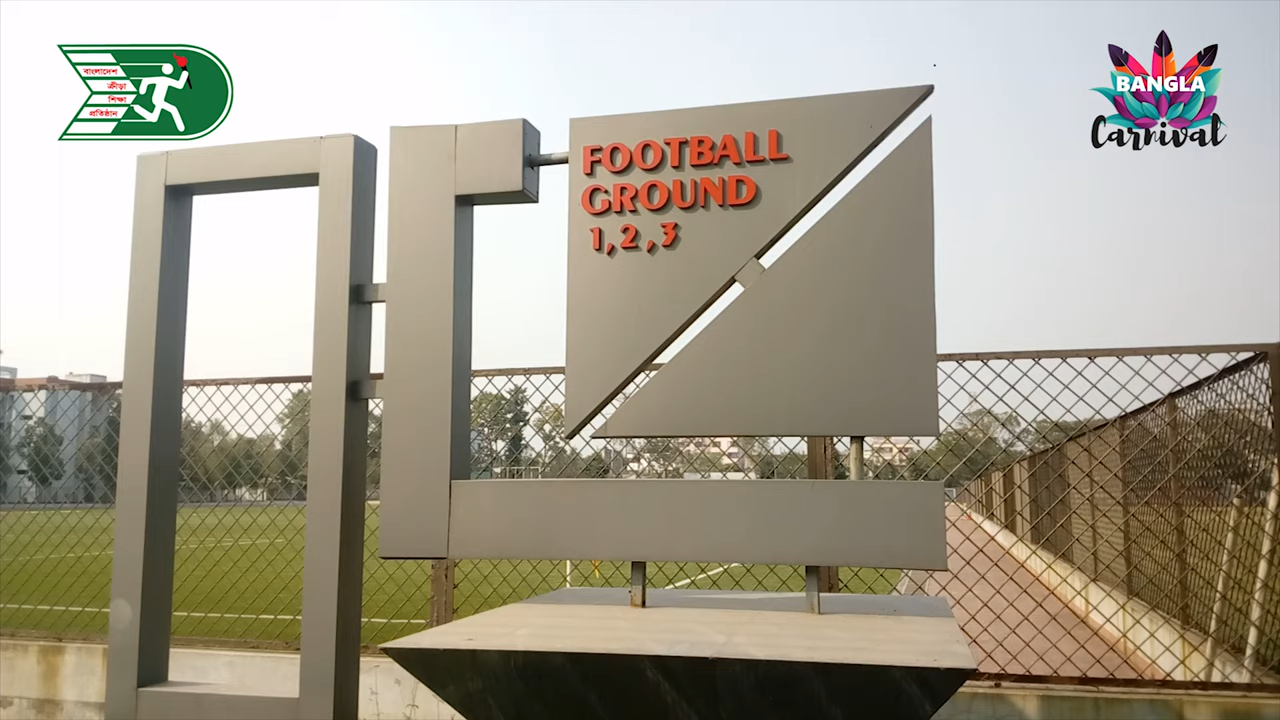 বাংলাদেশ
ক্রীড়া
শিক্ষা
প্রতিষ্ঠান
BANGLA
Carnival
FOOTBALL
GROUND
1,2,3